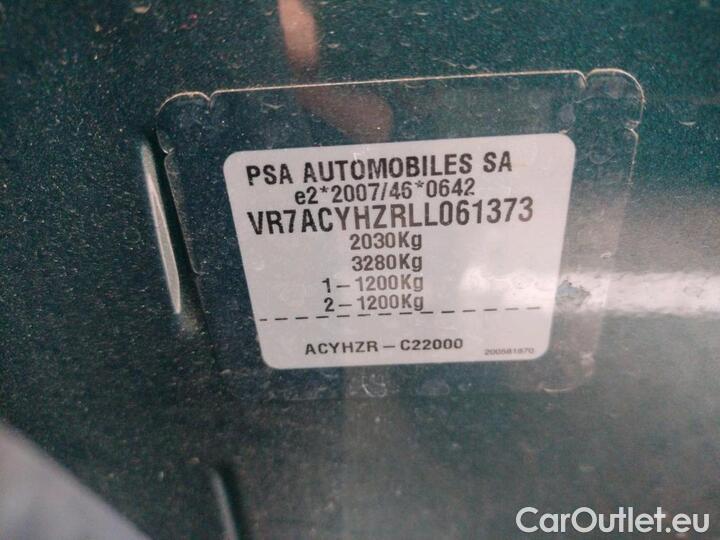 PSA AUTOMOBILES SA
e2*2007/46*0642
VR7ACYHZRLL061373
2030Kg
3280Kg
1-1200Kg
2-1200Kg
ACYHZR-C22000
200581870
CarOutlet.eu